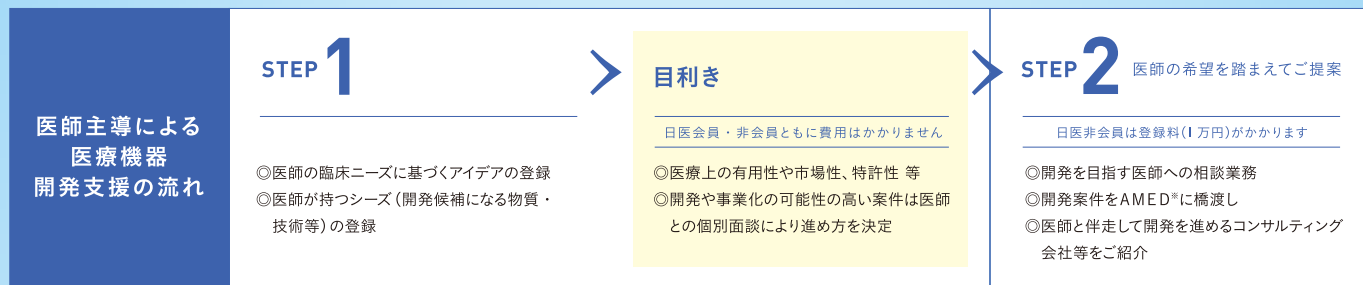 医師主導による
医療機器
開発支援の流れ
STEP 1
◎医師の臨床ニーズに基づくアイデアの登録
◎医師が持つシーズ(開発候補になる物質・
技術等)の登録
目利き
日医会員・非会員ともに費用はかかりません
◎医療上の有用性や市場性、特許性 等
◎開発や事業化の可能性の高い案件は医師
との個別面談により進め方を決定
STEP 2 医師の希望を踏まえてご提案
日医非会員は登録料(1万円)がかかります
◎開発を目指す医師への相談業務
◎開発案件をAMED※に橋渡し
◎医師と伴走して開発を進めるコンサルティング
会社等をご紹介